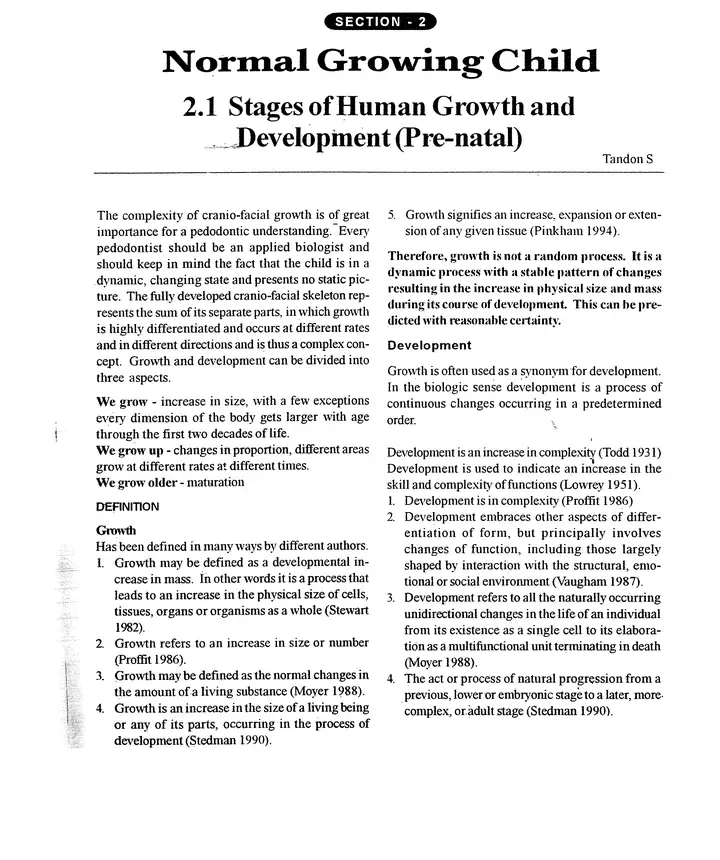 SECTION - 2
Normal Growing Child
2.1 Stages of Human Growth and
Development (Pre-natal)
Tandon S
The complexity of cranio-facial growth is of great
importance for a pedodontic understanding. Every
pedodontist should be an applied biologist and
should keep in mind the fact that the child is in a
dynamic, changing state and presents no static pic-
ture. The fully developed cranio-facial skeleton rep-
resents the sum of its separate parts, in which growth
is highly differentiated and occurs at different rates
and in different directions and is thus a complex con-
cept. Growth and development can be divided into
three aspects.
We grow - increase in size, with a few exceptions
every dimension of the body gets larger with age
through the first two decades of life.
We grow up - changes in proportion, different areas
grow at different rates at different times.
We grow older - maturation
DEFINITION
Growth
Has been defined in many ways by different authors.
1. Growth may be defined as a developmental in-
crease in mass. In other words it is a process that
leads to an increase in the physical size of cells,
tissues, organs or organisms as a whole (Stewart
1982).
2. Growth refers to an increase in size or number
(Proffit 1986).
3. Growth may be defined as the normal changes in
the amount of a living substance (Moyer 1988).
4. Growth is an increase in the size of a living being
or any of its parts, occurring in the process of
development (Stedman 1990).
5. Growth signifies an increase, expansion or exten-
sion of any given tissue (Pinkham 1994).
Therefore, growth is not a random process. It is a
dynamic process with a stable pattern of changes
resulting in the increase in physical size and mass
during its course of development. This can be pre-
dicted with reasonable certainty.
Development
Growth is often used as a synonym for development.
In the biologic sense development is a process of
continuous changes occurring in a predetermined
order.
Development is an increase in complexity (Todd 1931)
Development is used to indicate an increase in the
skill and complexity of functions (Lowrey 1951).
1. Development is in complexity (Proffit 1986)
2. Development embraces other aspects of differ-
entiation of form, but principally involves
changes of function, including those largely
shaped by interaction with the structural, emo-
tional or social environment (Vaugham 1987).
3. Development refers to all the naturally occurring
unidirectional changes in the life of an individual
from its existence as a single cell to its elabora-
tion as a multifunctional unit terminating in death
(Moyer 1988).
4. The act or process of natural progression from a
previous, lower or embryonic stage to a later, more
complex, or adult stage (Stedman 1990).